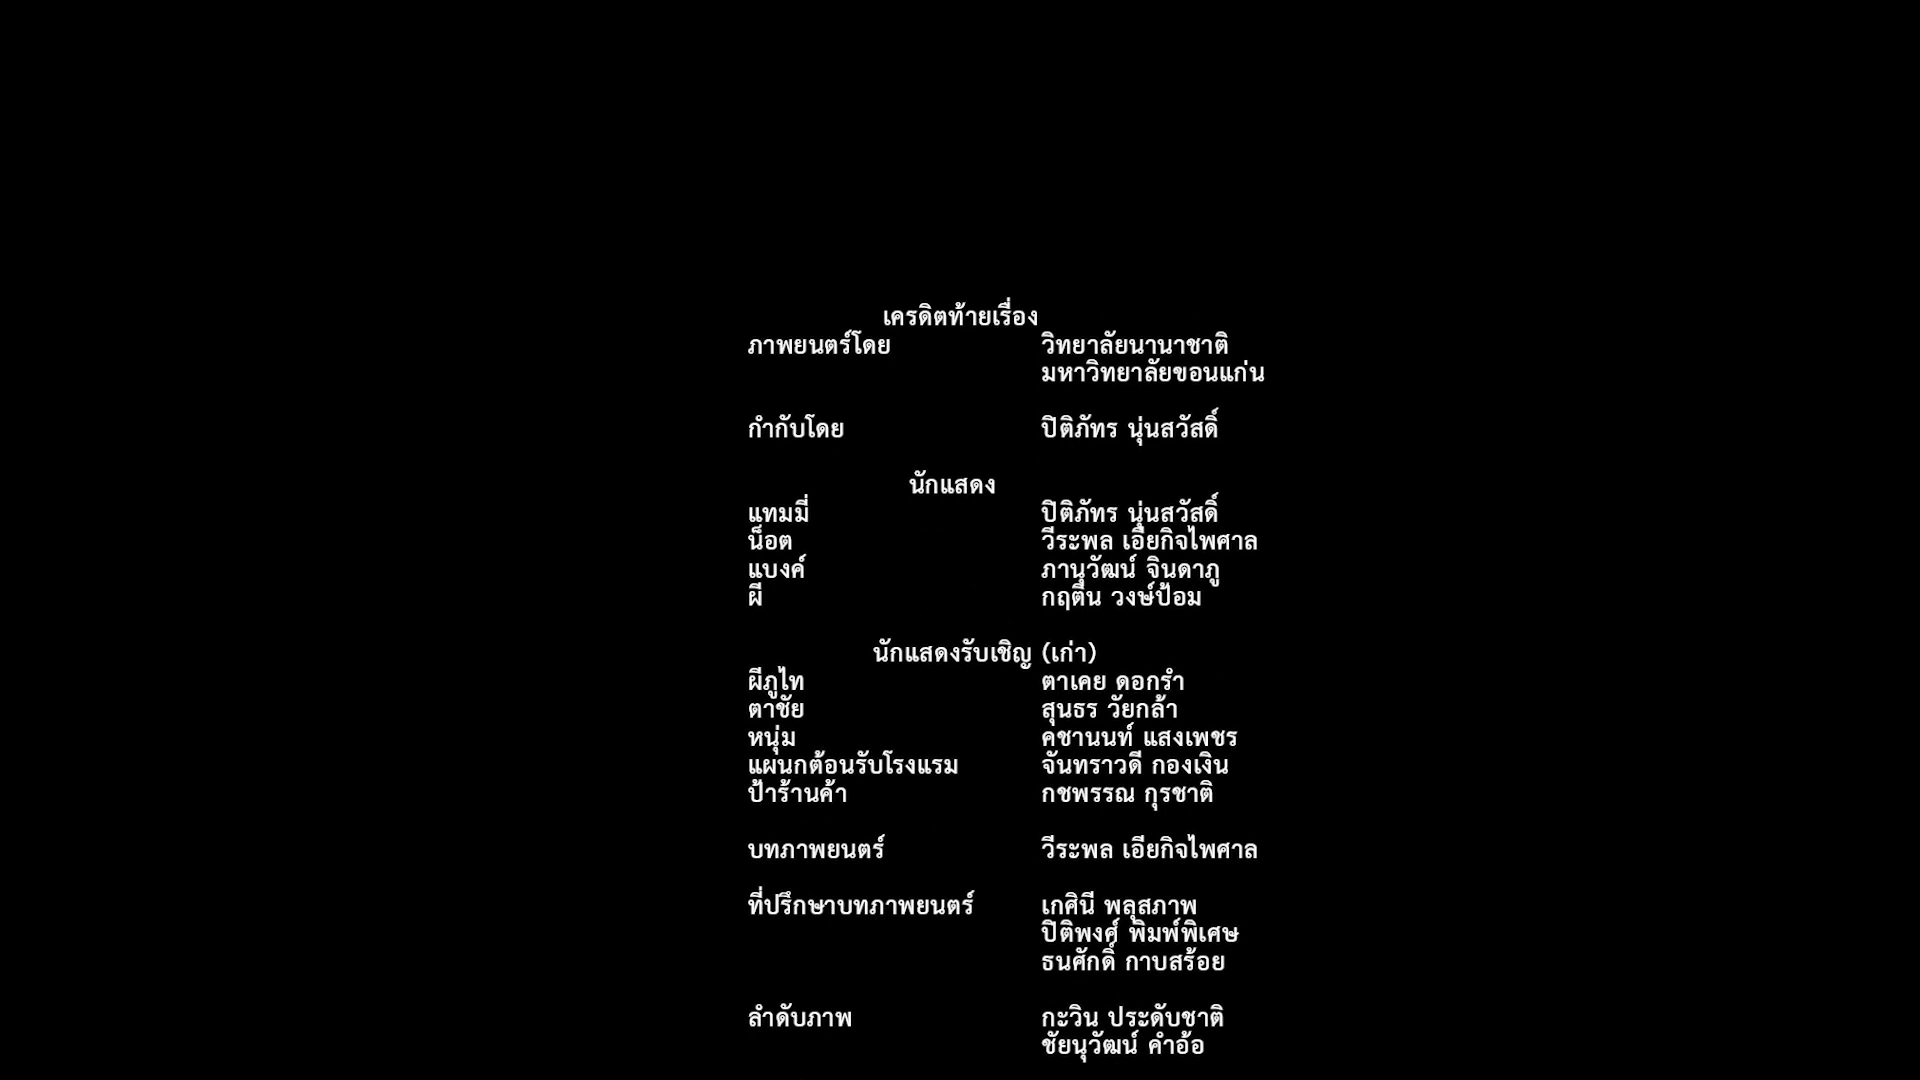 เครดิตท้ายเรื่อง
ภาพยนตร์โดย วิทยาลัยนานาชาติ
มหาวิทยาลัยขอนแก่น
กำกับโดย ปิติภัทร นุ่นสวัสดิ์
นักแสดง
แทมมี่ ปิติภัทร นุ่นสวัสดิ์
น็อต วีระพล เอียกิจไพศาล
แบงค์ ภานุวัฒน์ จินดาภู
ผี กฤติน วงษ์ป้อม
นักแสดงรับเชิญ (เก่า)
ผีภูไท ตาเคย ดอกรำ
ตาชัย สุนธร วัยกล้า
หนุ่ม คชานนท์ แสงเพชร
แผนกต้อนรับโรงแรม จันทราวดี กองเงิน
ป้าร้านค้า กชพรรณ กุรชาติ
บทภาพยนตร์ วีระพล เอียกิจไพศาล
ที่ปรึกษาบทภาพยนตร์ เกศินี พลุสภาพ
ปิติพงศ์ พิมพ์พิเศษ
ธนศักดิ์ กาบสร้อย
ลำดับภาพ กะวิน ประดับชาติ
ชัยนุวัฒน์ คำอ้อ